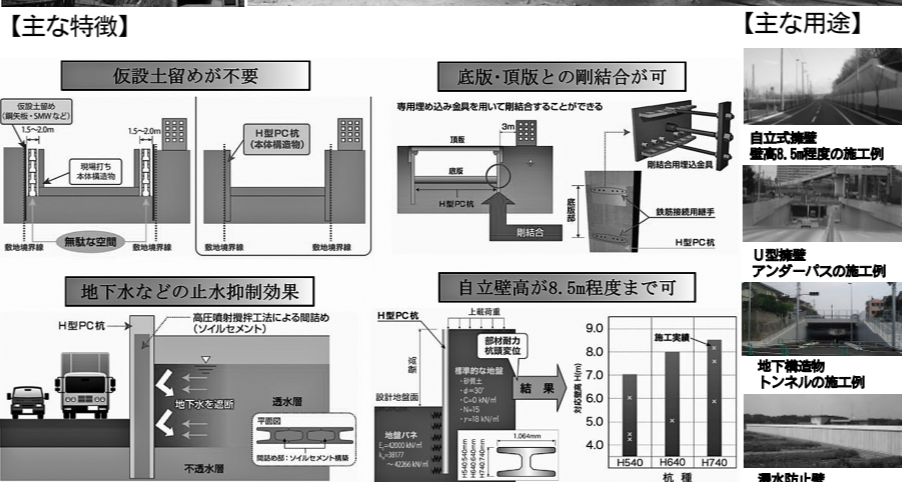 【主な特徴】
【主な用途】
仮設土留めが不要
仮設土留め
(鋼矢板・SMWなど)
1.5~2.0m
1.5~2.0m
現場打ち
本体構造物
無駄な空間
敷地境界線
敷地境界線
H型PC杭
(本体構造物)
敷地境界線
敷地境界線
底版・頂版との剛結合が可
専用埋め込み金具を用いて剛結合することができる
3m
頂版
底版
H型PC杭
剛結合
剛結合用埋込金具
底版部
鉄筋接続用継手
H型PC杭
地下水などの止水抑制効果
H型PC杭
高圧噴射攪拌工法による間詰め
(ソイルセメント)
地下水を遮断
透水層
平面図
間詰め部:ソイルセメント構築
不透水層
自立壁高が8.5m程度まで可
H型PC杭
上載荷重
部材耐力
杭頭変位
壁高
設計地盤面
標準的な地盤
・砂質土
・φ=30°
・C=0 kN/㎡
・N=15
・γ=18 kN/㎥
地盤バネ
結果
1,064mm
H540:540mm
H640:640mm
H740:740mm
対応壁高 H(m)
9.0
8.0
7.0
6.0
5.0
4.0
施工実績
H540
H640
H740
杭種
自立式擁壁
壁高8.5m程度の施工例
U型擁壁
アンダーパスの施工例
地下構造物
トンネルの施工例